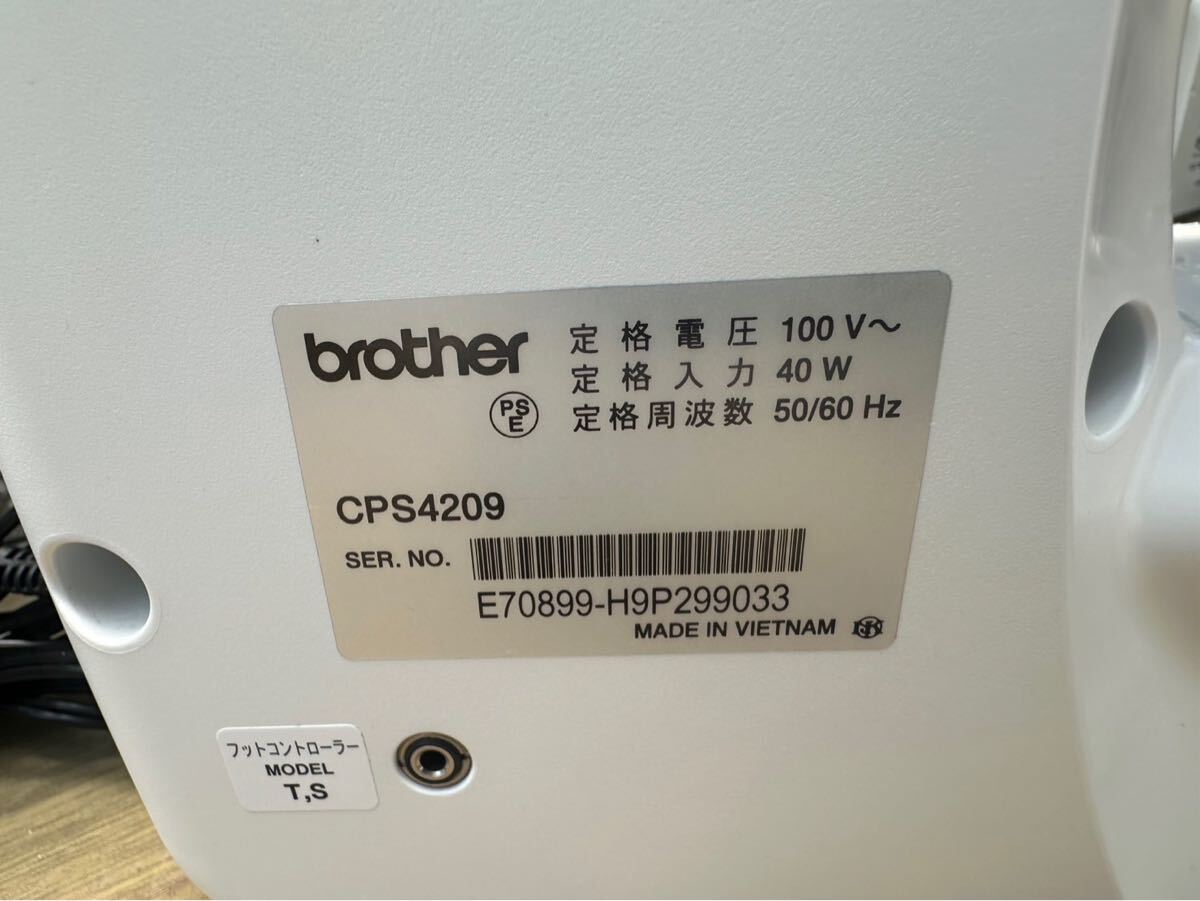 brother
定格電圧 100 V～
定格入力 40 W
定格周波数 50/60 Hz
PS
E
CPS4209
SER. NO.
E70899-H9P299033
MADE IN VIETNAM
フットコントローラー
MODEL
T,S